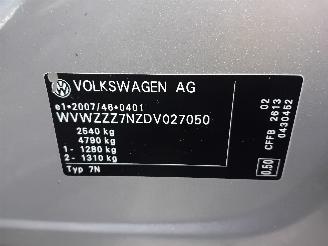 VOLKSWAGEN AG
e1*2007/46*0401
WVWZZZ7NZDV027050
2540 kg
4790 kg
1- 1280 kg
2- 1310 kg
Typ 7N
02
CFFB 2613
0430452
0.50